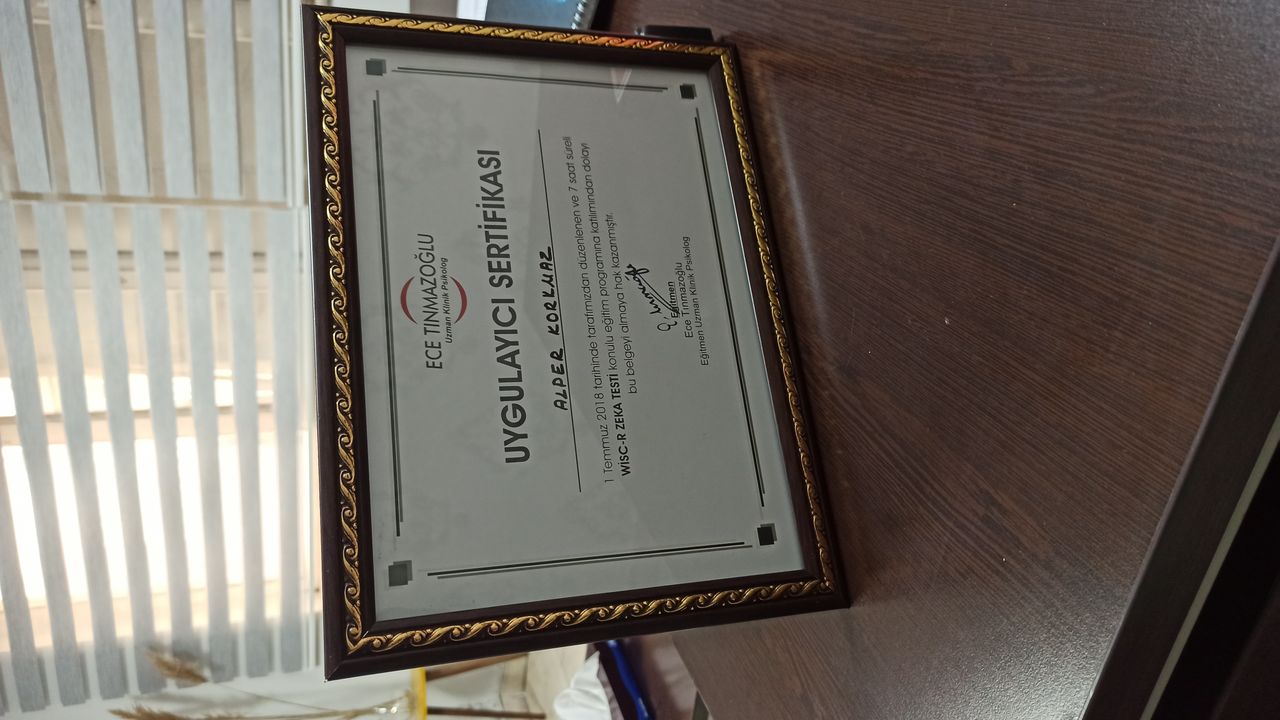 ECE TINMAZOĞLU
Uzman Klinik Psikolog
UYGULAYICI SERTİFİKASI
ALPER KORKMAZ
1 Temmuz 2018 tarihinde tarafımızdan düzenlenen ve 7 saat süreli
WİSC-R ZEKA TESTİ konulu eğitim programına katılımından dolayı
bu belgeyi almaya hak kazanmıştır.
Eğitmen
Ece Tınmazoğlu
Eğitmen Uzman Klinik Psikolog